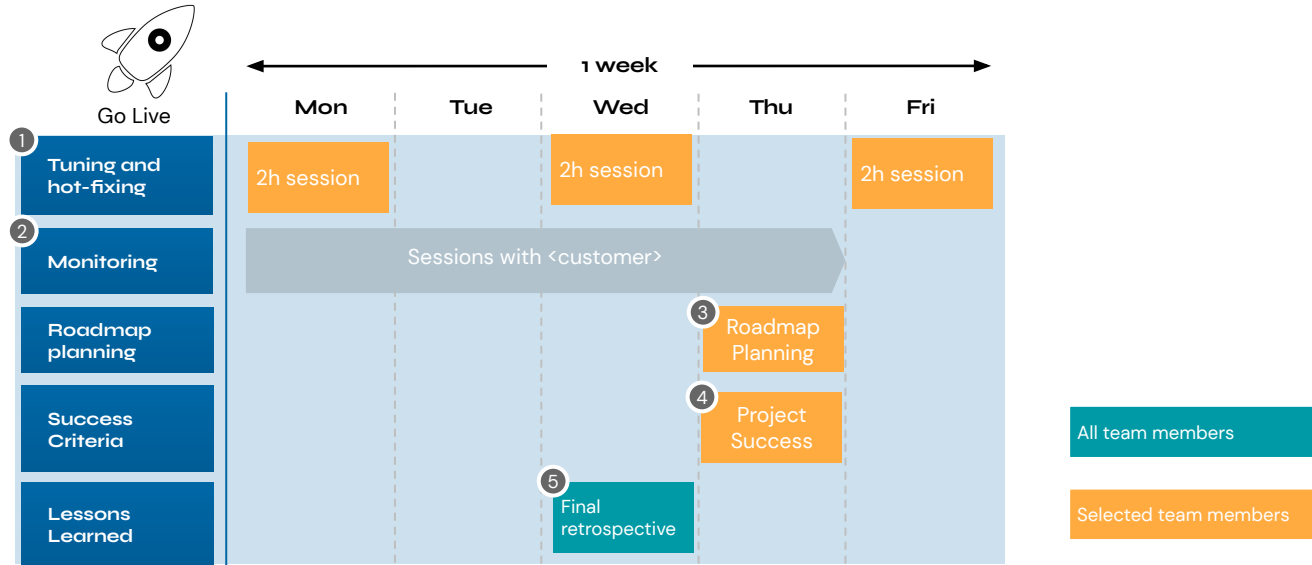 1 week
Go Live
Mon
Tue
Wed
Thu
Fri
1
Tuning and
hot-fixing
2h session
2h session
2h session
2
Monitoring
Sessions with <customer>
Roadmap
planning
3
Roadmap
Planning
Success
Criteria
4
Project
Success
Lessons
Learned
5
Final
retrospective
All team members
Selected team members